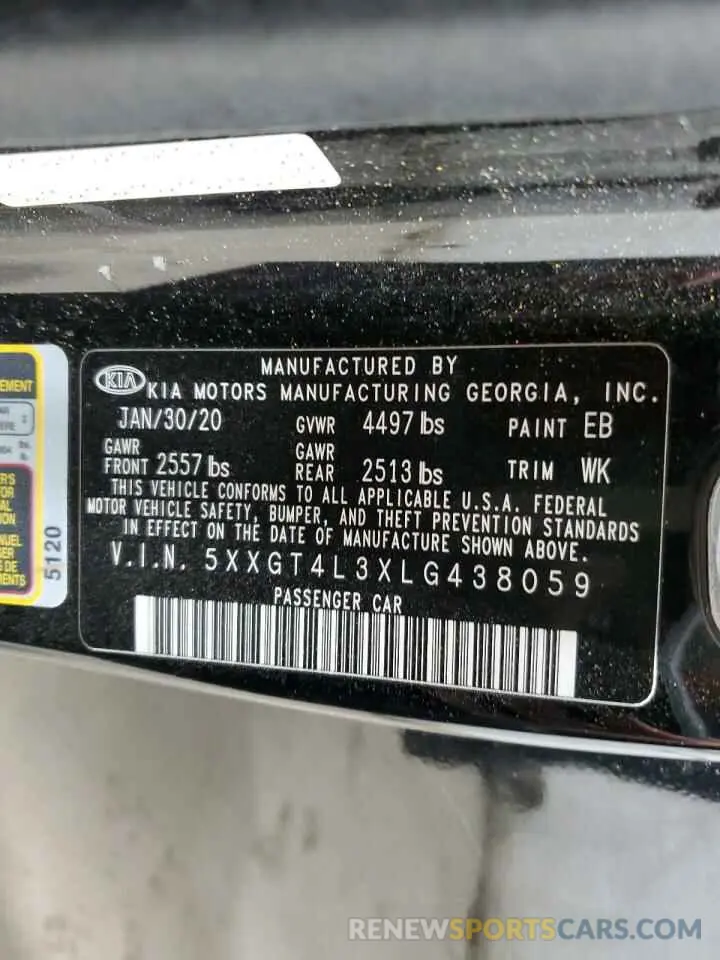 MANUFACTURED BY
KIA KIA MOTORS MANUFACTURING GEORGIA, INC.
JAN/30/20 GVWR 4497 lbs PAINT EB
GAWR FRONT 2557 lbs GAWR REAR 2513 lbs TRIM WK
THIS VEHICLE CONFORMS TO ALL APPLICABLE U.S.A. FEDERAL
MOTOR VEHICLE SAFETY, BUMPER, AND THEFT PREVENTION STANDARDS
IN EFFECT ON THE DATE OF MANUFACTURE SHOWN ABOVE.
V.I.N. 5XXGT4L3XLG438059
PASSENGER CAR
5120
RENEWSPORTSCARS.COM